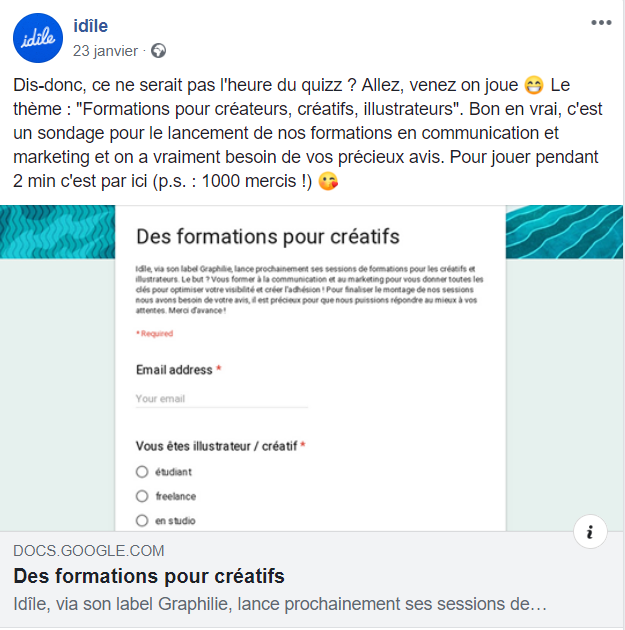 idîle
idîle
23 janvier ·
Dis-donc, ce ne serait pas l'heure du quizz ? Allez, venez on joue 😁 Le
thème : "Formations pour créateurs, créatifs, illustrateurs". Bon en vrai, c'est
un sondage pour le lancement de nos formations en communication et
marketing et on a vraiment besoin de vos précieux avis. Pour jouer pendant
2 min c'est par ici (p.s. : 1000 mercis !) 😘
Des formations pour créatifs
Idîle, via son label Graphilie, lance prochainement ses sessions de formations pour les créatifs et
illustrateurs. Le but ? Vous former à la communication et au marketing pour vous donner toutes les
clés pour optimiser votre visibilité et créer l'adhésion ! Pour finaliser le montage de nos sessions
nous avons besoin de votre avis, il est précieux pour que nous puissions répondre au mieux à vos
attentes. Merci d'avance !
* Required
Email address *
Your email
Vous êtes illustrateur / créatif *
étudiant
freelance
en studio
i
DOCS.GOOGLE.COM
Des formations pour créatifs
Idîle, via son label Graphilie, lance prochainement ses sessions de…